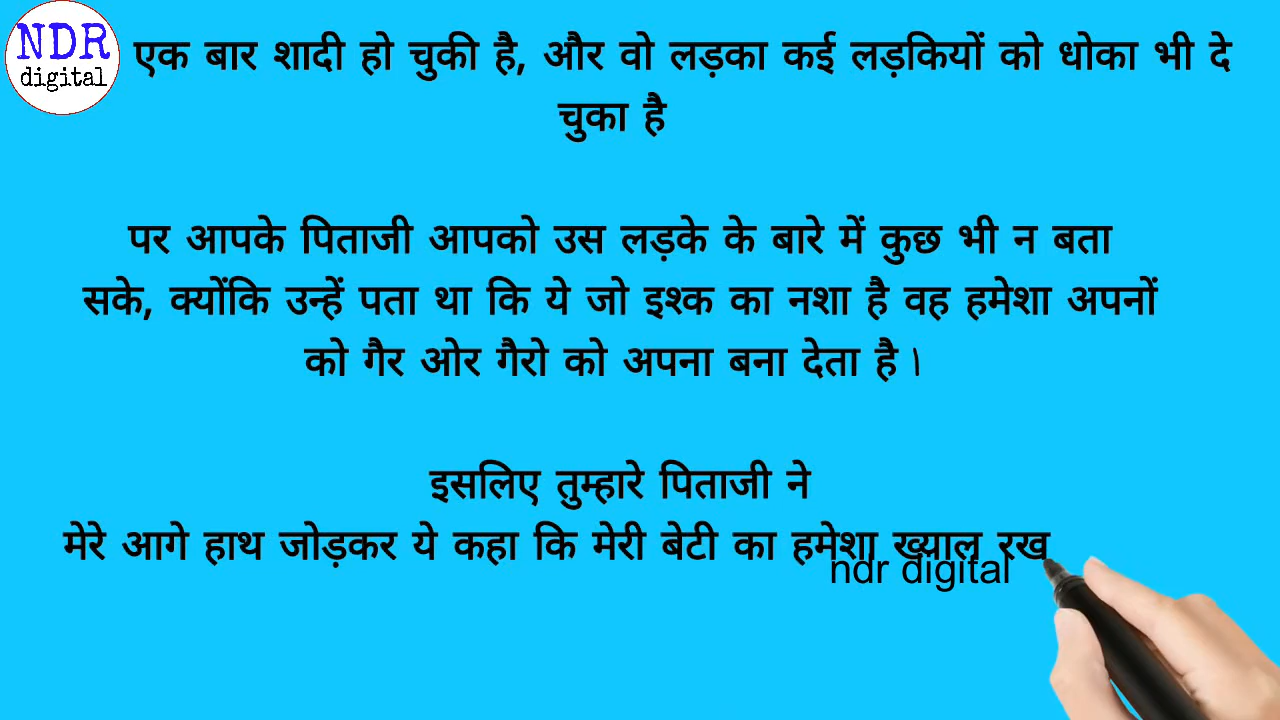 NDR
digital
एक बार शादी हो चुकी है, और वो लड़का कई लड़कियों को धोका भी दे
चुका है
पर आपके पिताजी आपको उस लड़के के बारे में कुछ भी न बता
सके, क्योंकि उन्हें पता था कि ये जो इश्क का नशा है वह हमेशा अपनों
को गैर ओर गैरो को अपना बना देता है।
इसलिए तुम्हारे पिताजी ने
मेरे आगे हाथ जोड़कर ये कहा कि मेरी बेटी का हमेशा ख्याल रख
ndr digital